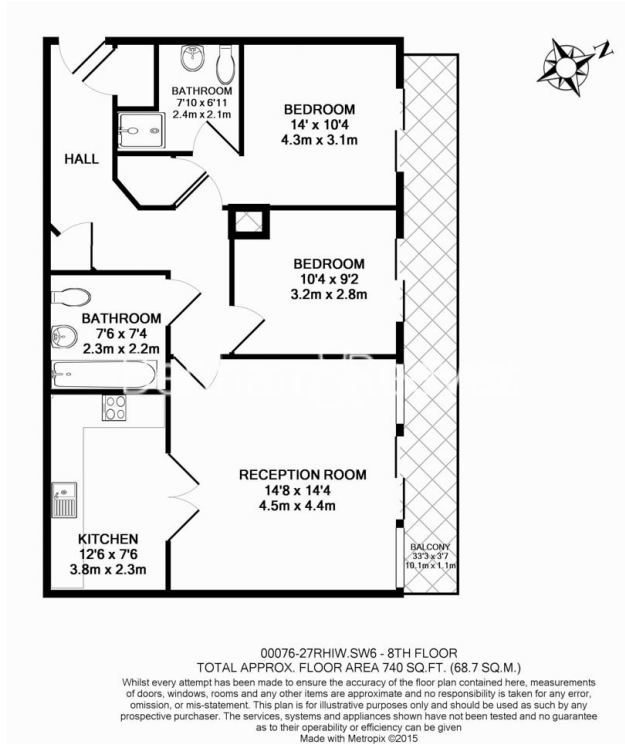 N
BATHROOM
7'10 x 6'11
2.4m x 2.1m
BEDROOM
14' x 10'4
4.3m x 3.1m
HALL
BEDROOM
10'4 x 9'2
3.2m x 2.8m
BATHROOM
7'6 x 7'4
2.3m x 2.2m
RECEPTION ROOM
14'8 x 14'4
4.5m x 4.4m
KITCHEN
12'6 x 7'6
3.8m x 2.3m
BALCONY
33'3 x 3'7
10.1m x 1.1m
00076-27RHIW.SW6 - 8TH FLOOR
TOTAL APPROX. FLOOR AREA 740 SQ.FT. (68.7 SQ.M.)
Whilst every attempt has been made to ensure the accuracy of the floor plan contained here, measurements
of doors, windows, rooms and any other items are approximate and no responsibility is taken for any error,
omission, or mis-statement. This plan is for illustrative purposes only and should be used as such by any
prospective purchaser. The services, systems and appliances shown have not been tested and no guarantee
as to their operability or efficiency can be given
Made with Metropix ©2015